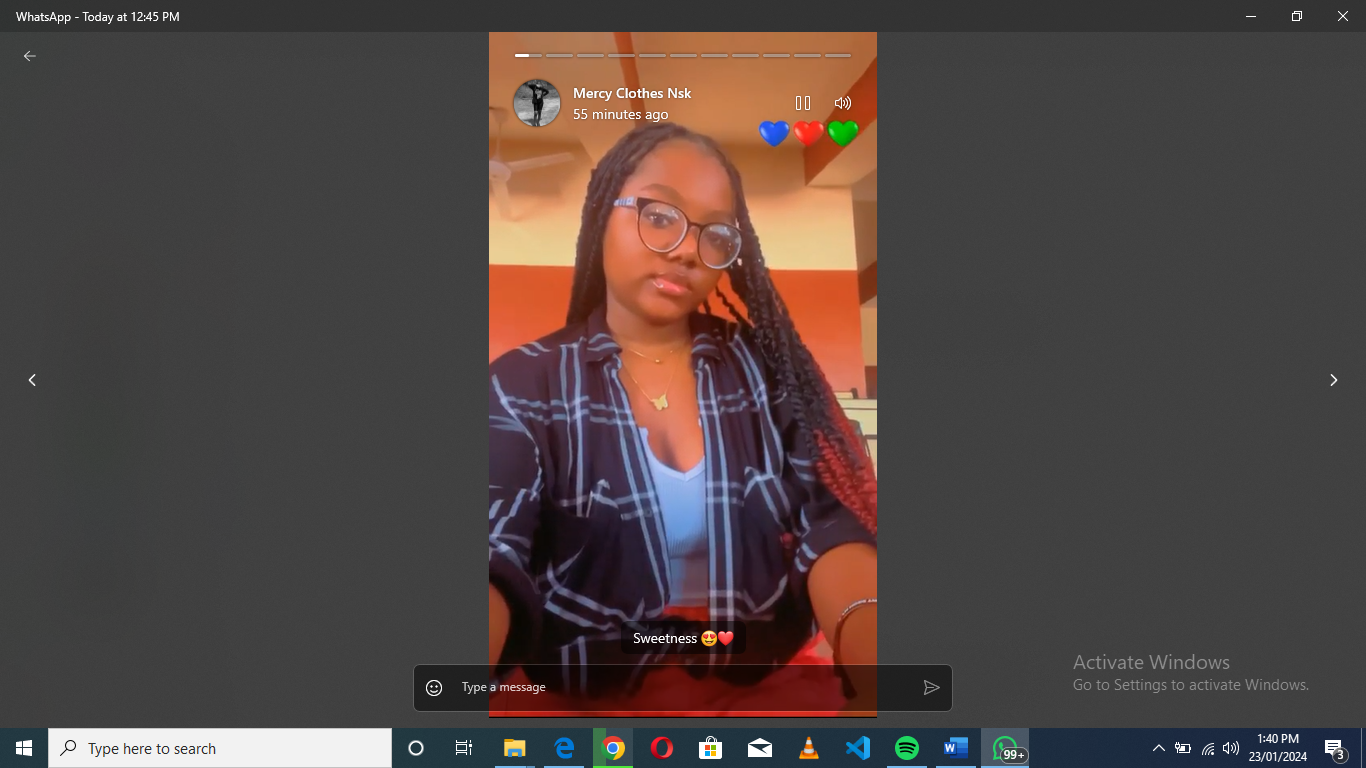 WhatsApp - Today at 12:45 PM
Mercy Clothes Nsk
55 minutes ago
💙❤️💚
Sweetness 😍❤️
Type a message
Activate Windows
Go to Settings to activate Windows.
Type here to search
99+
1:40 PM
23/01/2024
3